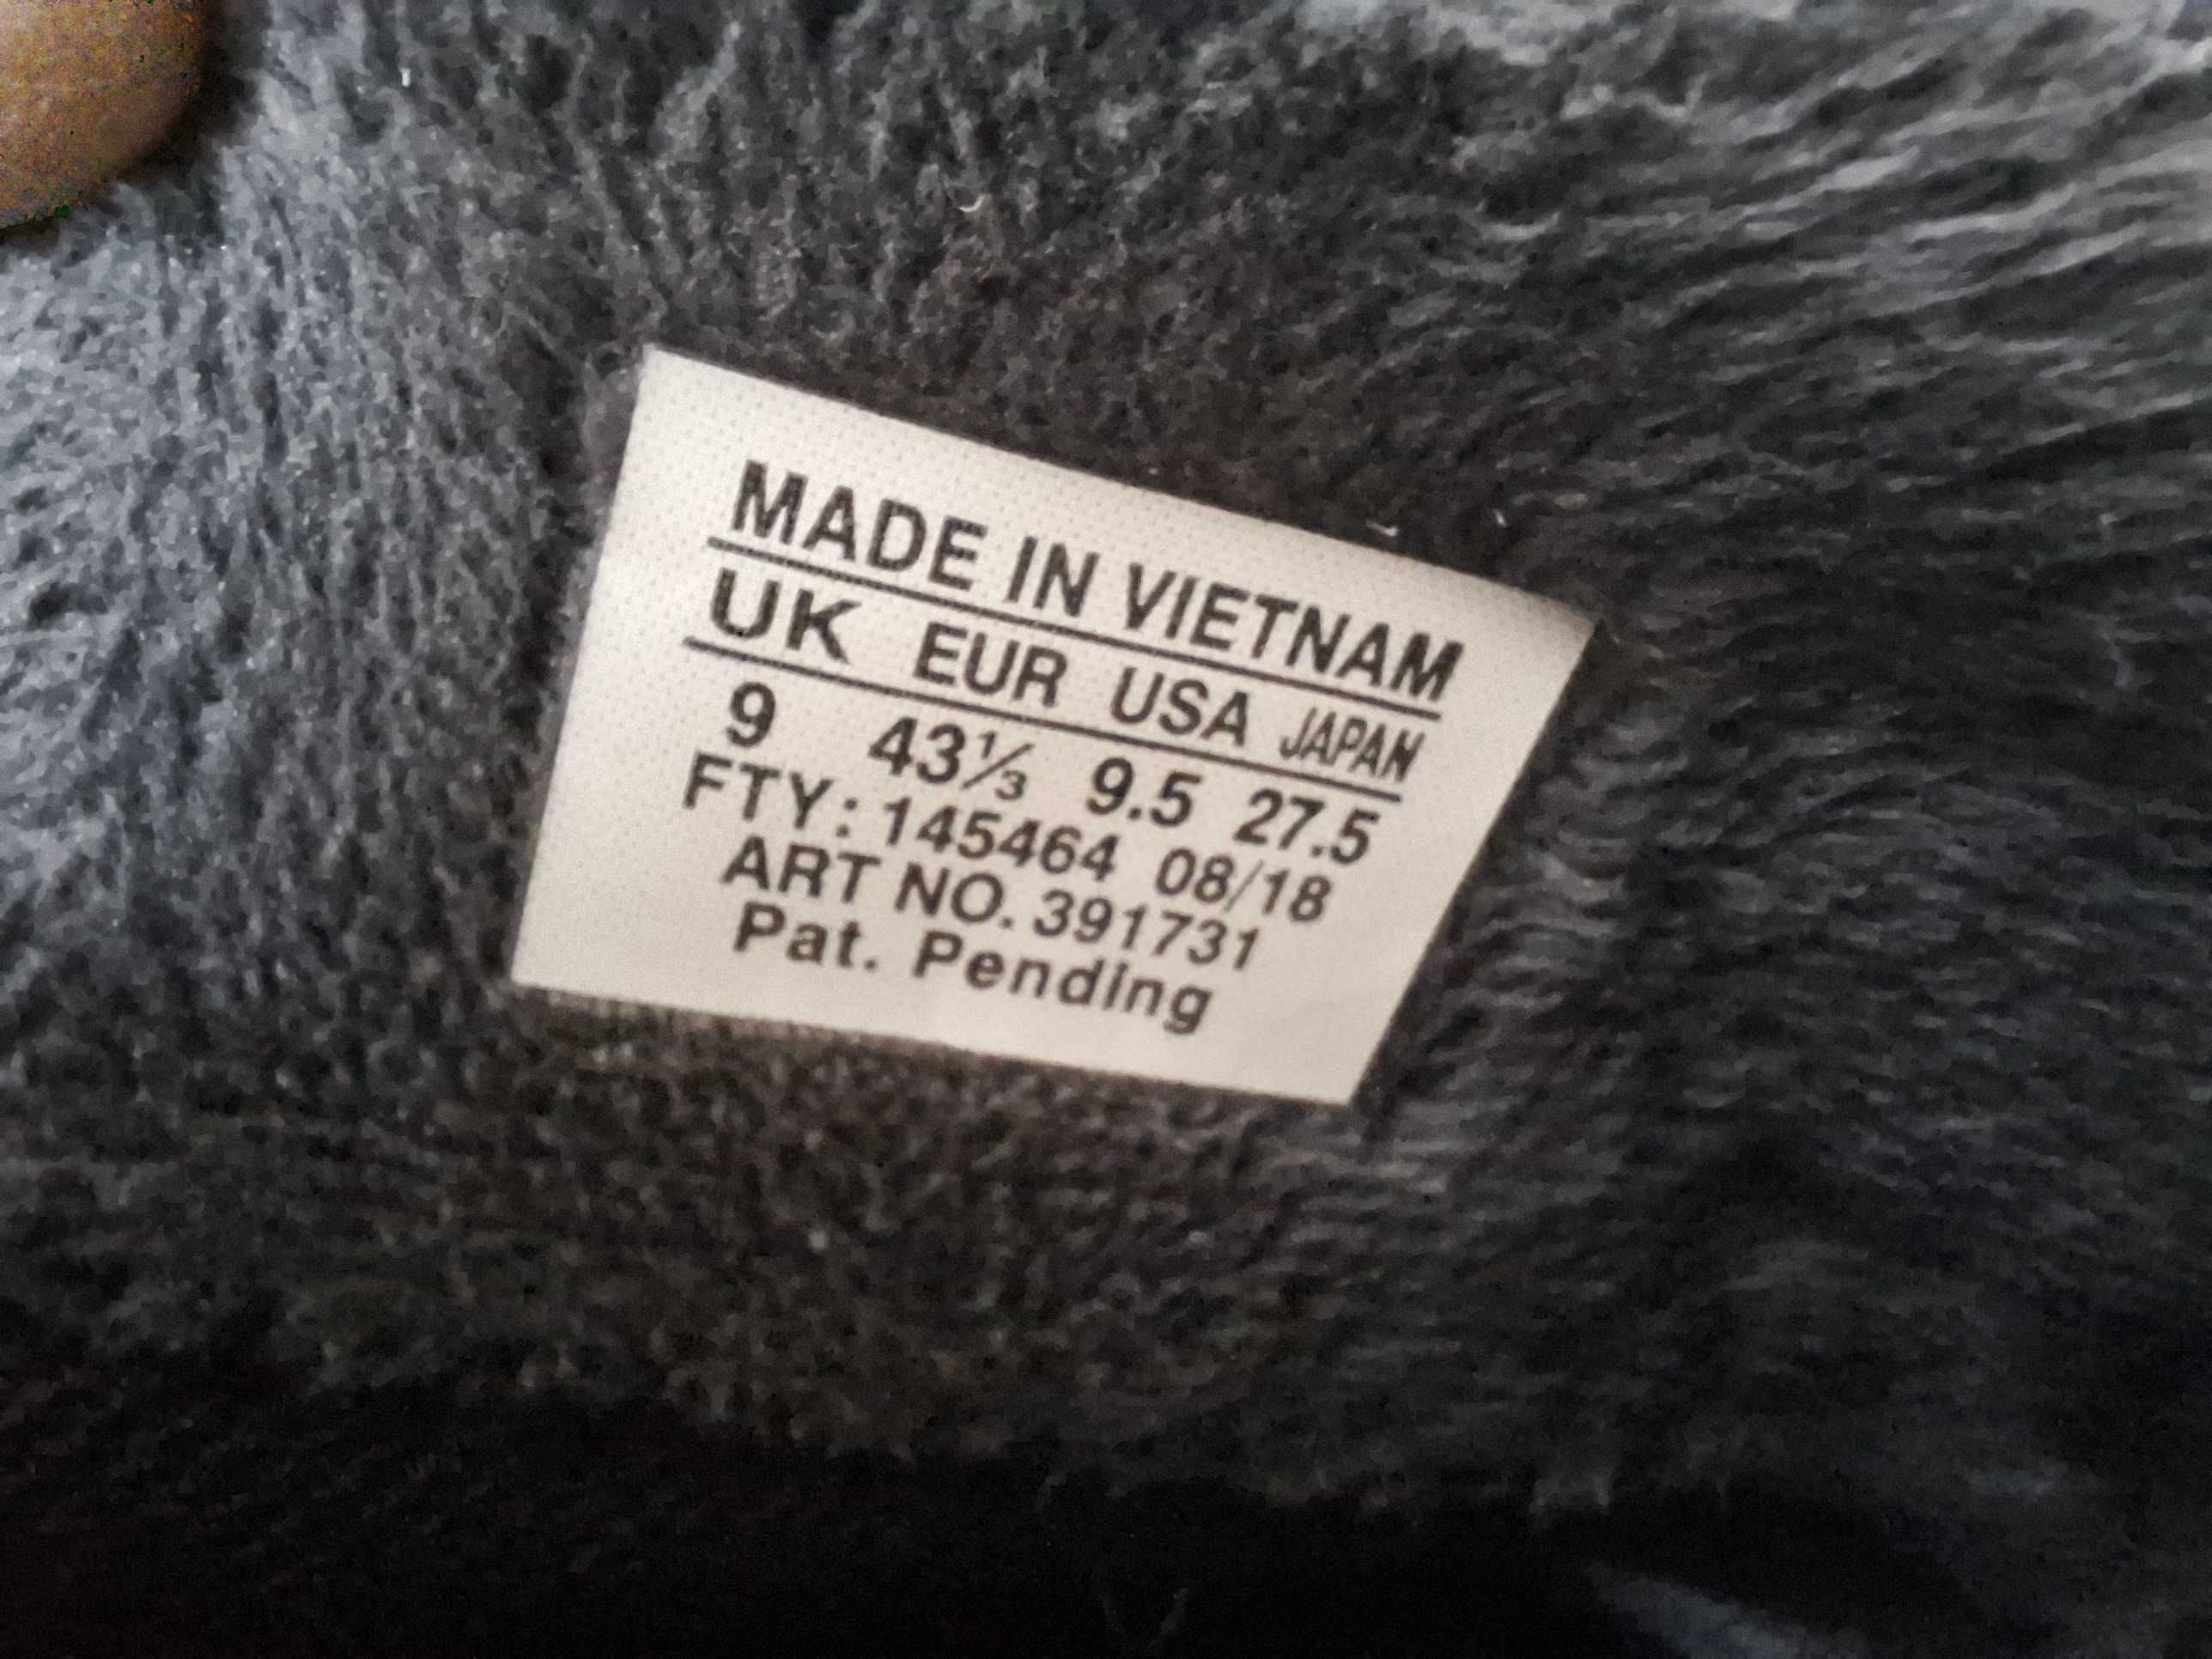 MADE IN VIETNAM
UK EUR USA JAPAN
9 43⅓ 9.5 27.5
FTY: 145464 08/18
ART NO. 391731
Pat. Pending